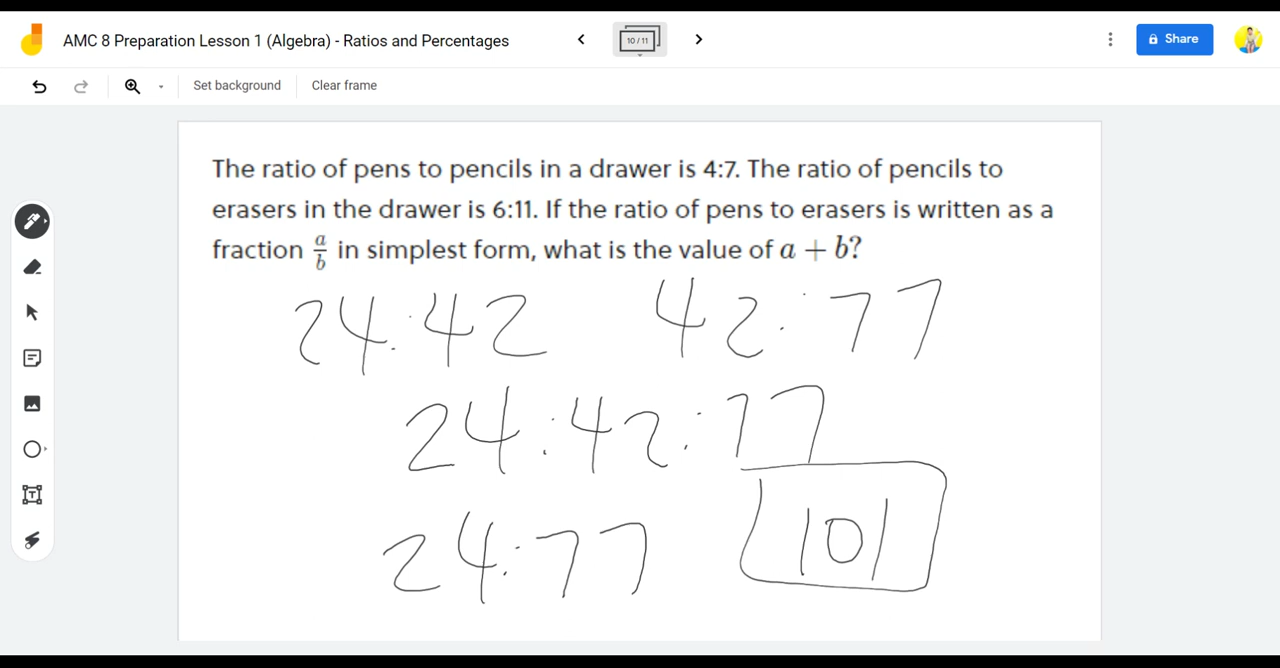 AMC 8 Preparation Lesson 1 (Algebra) - Ratios and Percentages
10 / 11
Share
Set background
Clear frame
The ratio of pens to pencils in a drawer is 4:7. The ratio of pencils to
erasers in the drawer is 6:11. If the ratio of pens to erasers is written as a
fraction a/b in simplest form, what is the value of a + b?
24:42 42:77
24:42:77
24:77 101